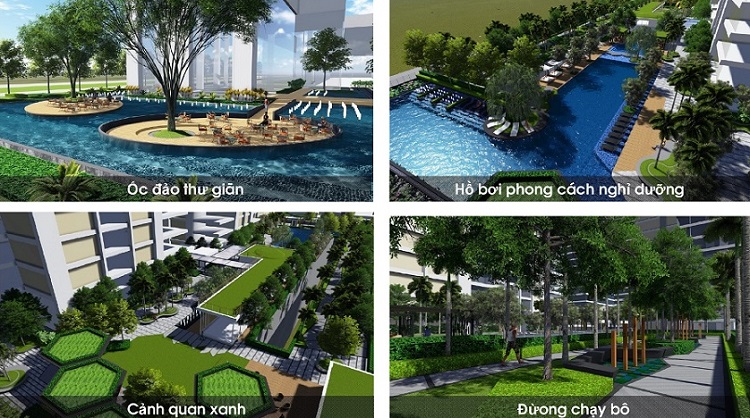 Ốc đảo thư giãn
Hồ bơi phong cách nghỉ dưỡng
Cảnh quan xanh
Đường chạy bộ